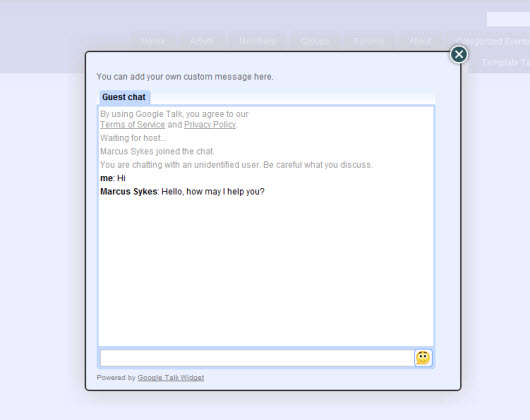 Home Activity Members Groups Forums About Categorized Events
Template Ta
You can add your own custom message here.
Guest chat
By using Google Talk, you agree to our
Terms of Service and Privacy Policy.
Waiting for host...
Marcus Sykes joined the chat.
You are chatting with an unidentified user. Be careful what you discuss.
me: Hi
Marcus Sykes: Hello, how may I help you?
Powered by Google Talk Widget